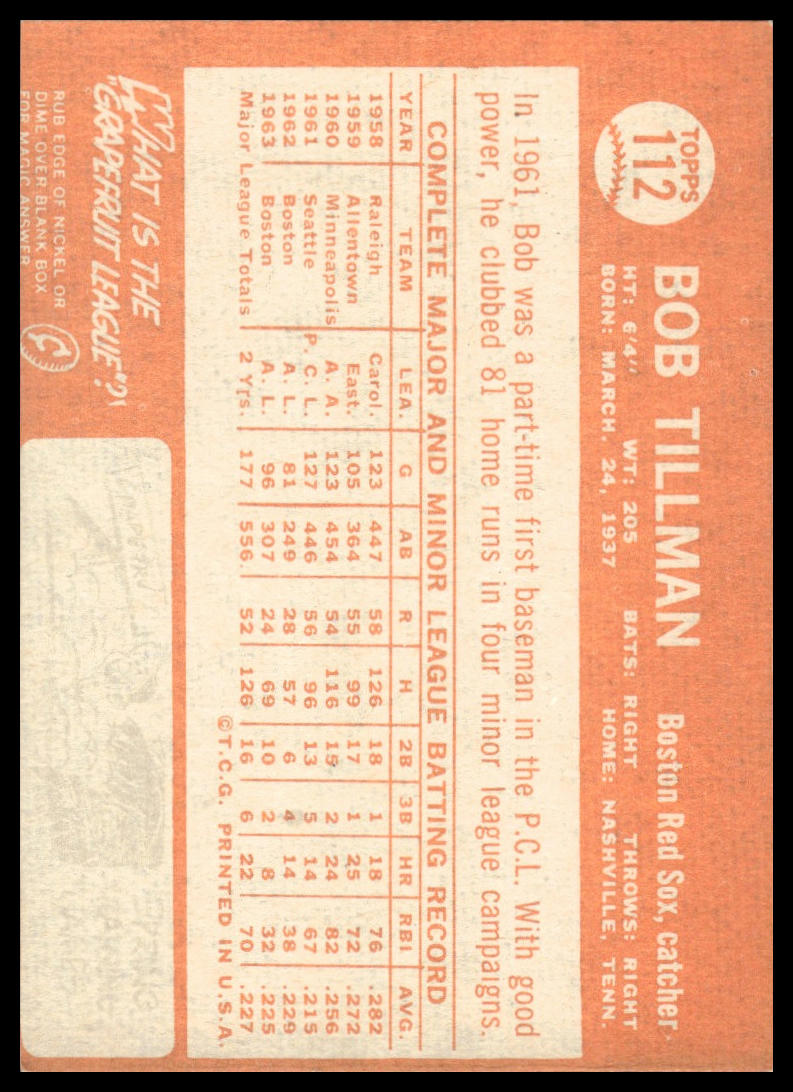 TOPPS
112
BOB TILLMAN Boston Red Sox, catcher
HT: 6'4" WT: 205 BATS: RIGHT THROWS: RIGHT
BORN: MARCH. 24, 1937 HOME: NASHVILLE, TENN.
In 1961, Bob was a part-time first baseman in the P.C.L. With good
power, he clubbed 81 home runs in four minor league campaigns.
COMPLETE MAJOR AND MINOR LEAGUE BATTING RECORD
YEAR TEAM LEA. G AB R H 2B 3B HR RBI AVG.
1958 Raleigh Carol. 123 447 58 126 18 1 18 76 .282
1959 Allentown East. 105 364 55 99 17 1 25 72 .272
1960 Minneapolis A. A. 123 454 54 116 15 2 24 82 .256
1961 Seattle P. C. L. 127 446 56 96 13 5 14 67 .215
1962 Boston A. L. 81 249 28 57 6 4 14 38 .229
1963 Boston A. L. 96 307 24 69 10 2 8 32 .225
Major League Totals 2 Yrs. 177 556 52 126 16 6 22 70 .227
©T.C.G. PRINTED IN U.S.A.
WHAT IS THE
"GRAPEFRUIT LEAGUE"?
RUB EDGE OF NICKEL OR
DIME OVER BLANK BOX
FOR MAGIC ANSWER
SPRING
TRAINING
GAMES